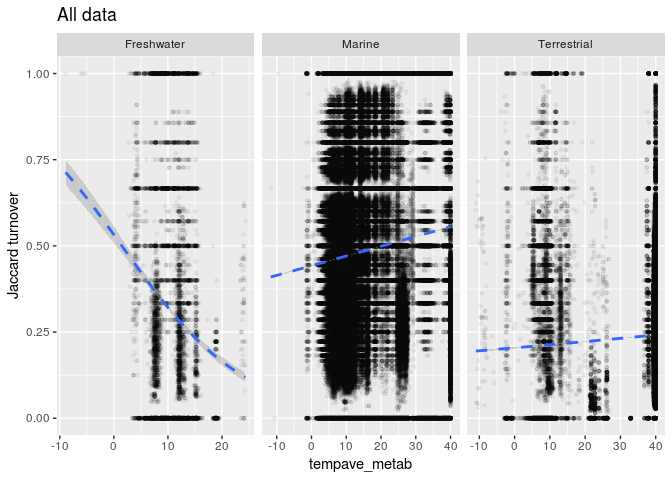 All data
Freshwater Marine Terrestrial
1.00
0.75
0.50
0.25
0.00
Jaccard turnover
-10 0 10 20 -10 0 10 20 30 40 -10 0 10 20 30 40
tempave_metab